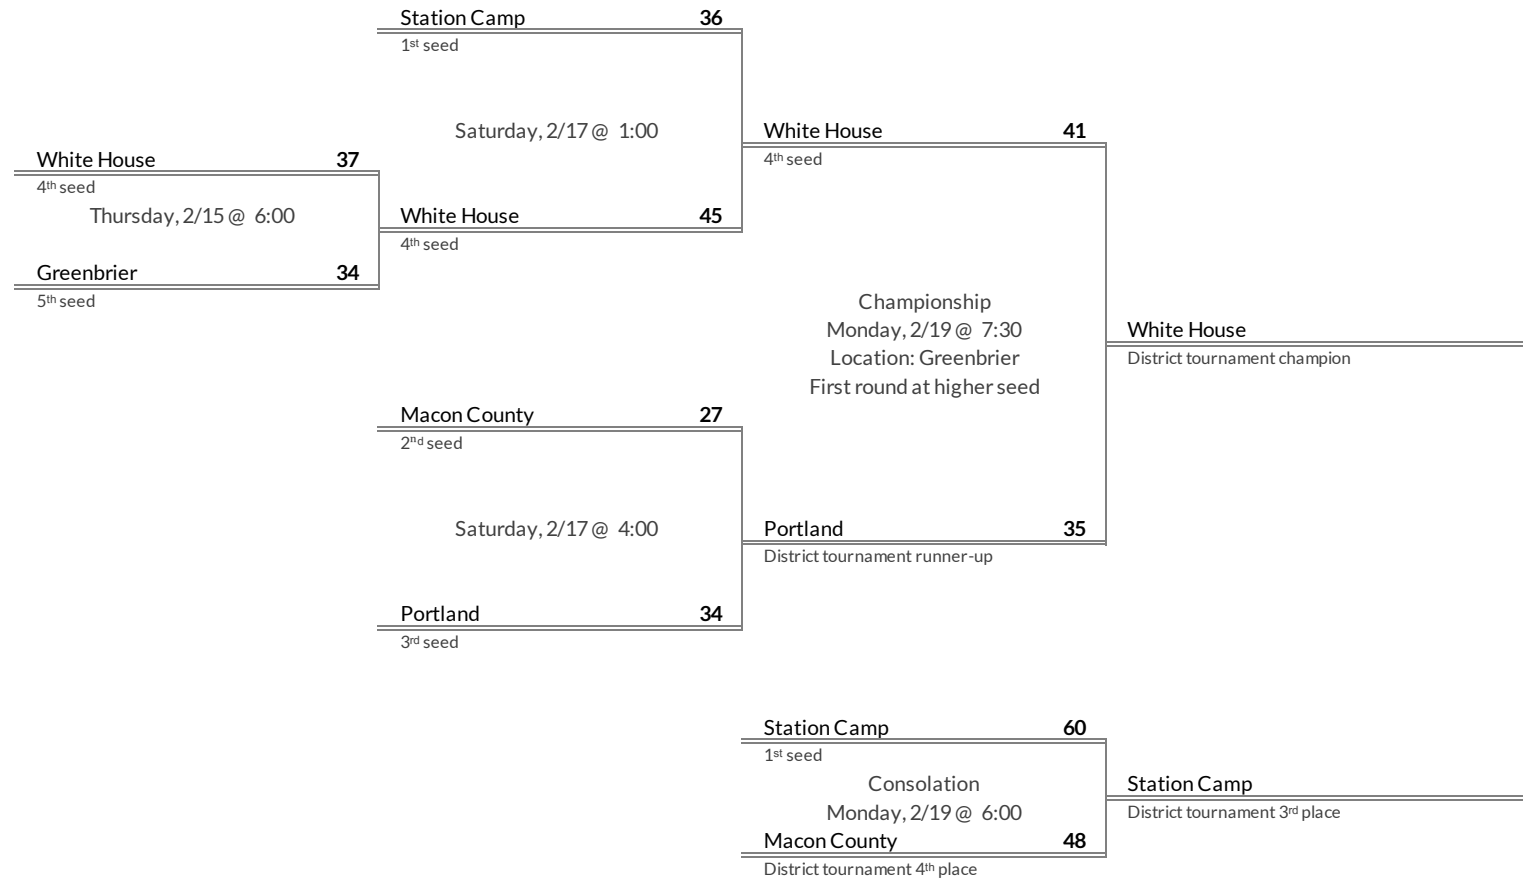 Station Camp 36
1st seed
Saturday, 2/17 @ 1:00
White House 41
4th seed
White House 37
4th seed
Thursday, 2/15 @ 6:00
White House 45
4th seed
Greenbrier 34
5th seed
Championship
Monday, 2/19 @ 7:30
Location: Greenbrier
First round at higher seed
White House
District tournament champion
Macon County 27
2nd seed
Saturday, 2/17 @ 4:00
Portland 35
District tournament runner-up
Portland 34
3rd seed
Station Camp 60
1st seed
Consolation
Monday, 2/19 @ 6:00
Station Camp
District tournament 3rd place
Macon County 48
District tournament 4th place